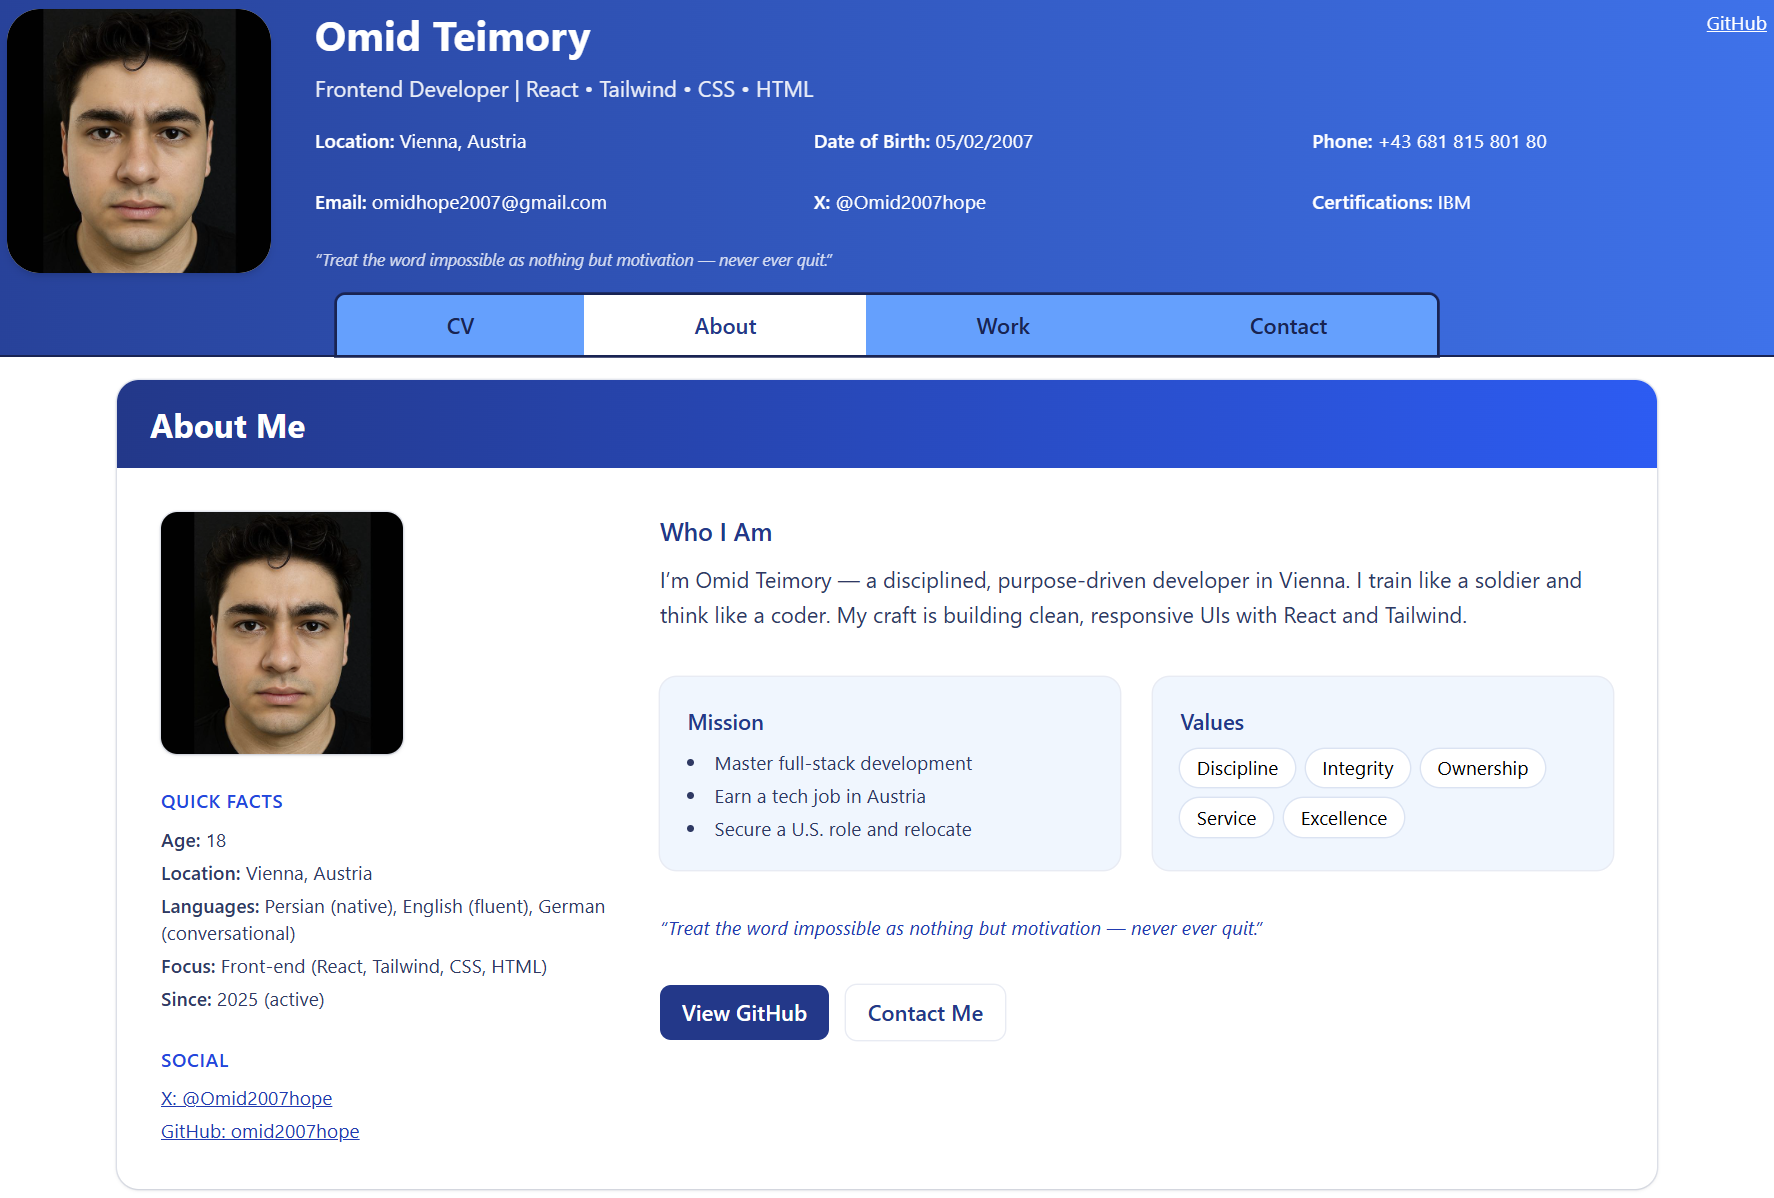 Omid Teimory
GitHub
Frontend Developer | React • Tailwind • CSS • HTML
Location: Vienna, Austria
Date of Birth: 05/02/2007
Phone: +43 681 815 801 80
Email: omidhope2007@gmail.com
X: @Omid2007hope
Certifications: IBM
“Treat the word impossible as nothing but motivation — never ever quit.”
CV
About
Work
Contact
About Me
QUICK FACTS
Age: 18
Location: Vienna, Austria
Languages: Persian (native), English (fluent), German
(conversational)
Focus: Front-end (React, Tailwind, CSS, HTML)
Since: 2025 (active)
SOCIAL
X: @Omid2007hope
GitHub: omid2007hope
Who I Am
I’m Omid Teimory — a disciplined, purpose-driven developer in Vienna. I train like a soldier and
think like a coder. My craft is building clean, responsive UIs with React and Tailwind.
Mission
• Master full-stack development
• Earn a tech job in Austria
• Secure a U.S. role and relocate
Values
Discipline
Integrity
Ownership
Service
Excellence
“Treat the word impossible as nothing but motivation — never ever quit.”
View GitHub
Contact Me